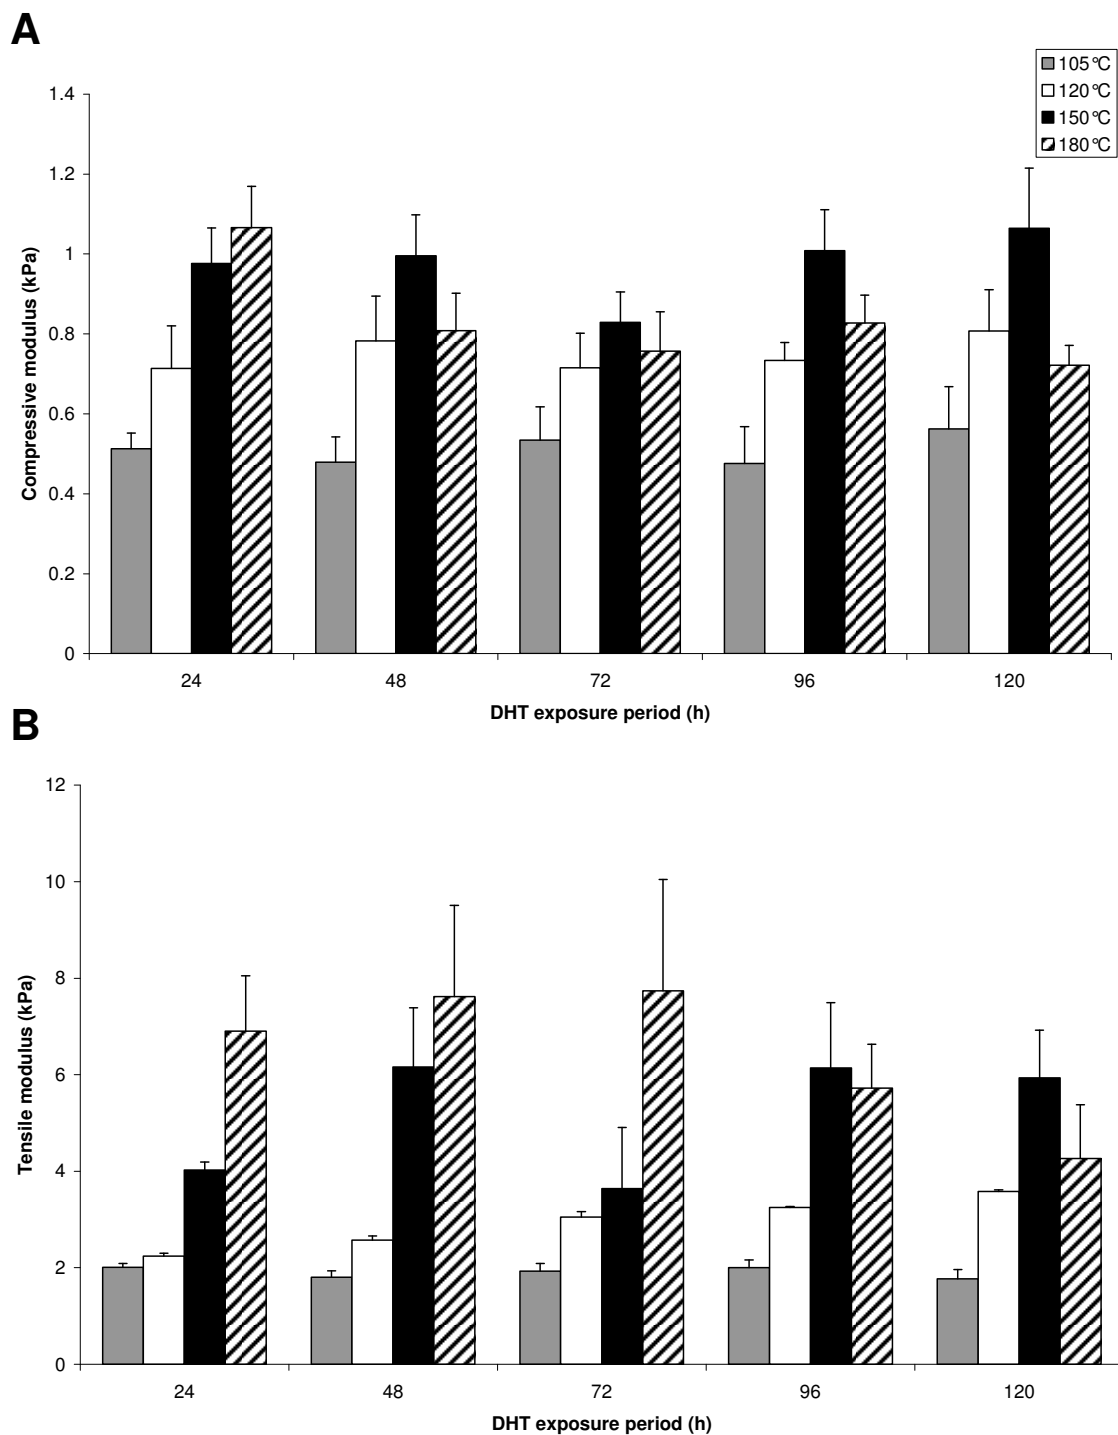 A
105°C
120°C
150°C
180°C
1.4
1.2
1
0.8
0.6
0.4
0.2
0
Compressive modulus (kPa)
24 48 72 96 120
DHT exposure period (h)
B
12
10
8
6
4
2
0
Tensile modulus (kPa)
24 48 72 96 120
DHT exposure period (h)